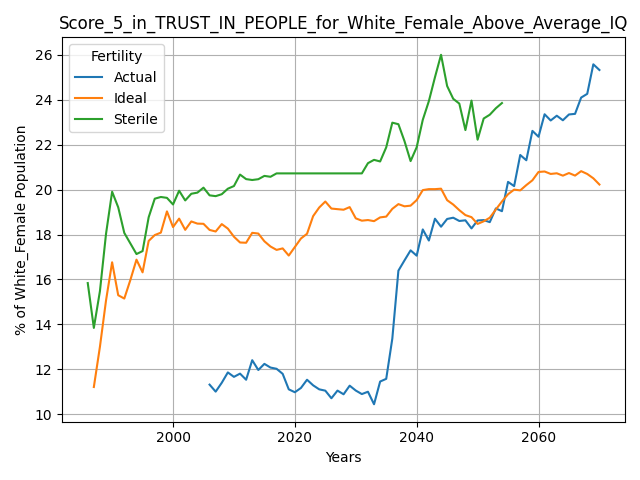 Score_5_in_TRUST_IN_PEOPLE_for_White_Female_Above_Average_IQ
Fertility
Actual
Ideal
Sterile
% of White_Female Population
26
24
22
20
18
16
14
12
10
2000
2020
2040
2060
Years